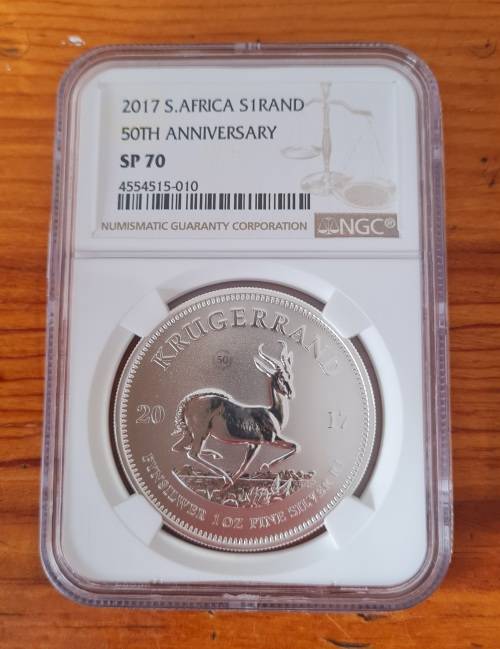 2017 S.AFRICA S1RAND
50TH ANNIVERSARY
SP 70
4554515-010
NUMISMATIC GUARANTY CORPORATION NGC®
KRUGERRAND
50
20 17
FYNSILWER 1 OZ FINE SILVER